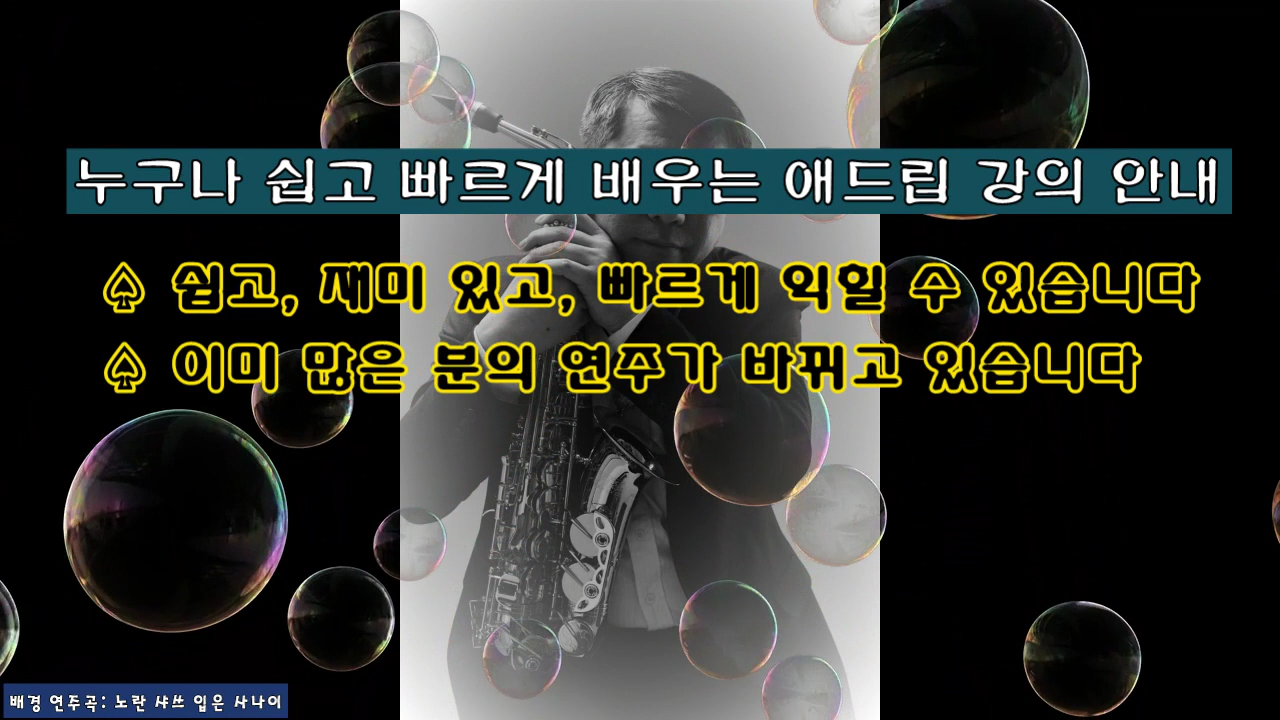 누구나 쉽고 빠르게 배우는 애드립 강의 안내
♤ 쉽고, 재미 있고, 빠르게 익힐 수 있습니다
♤ 이미 많은 분의 연주가 바뀌고 있습니다
배경 연주곡: 노란 샤쓰 입은 사나이